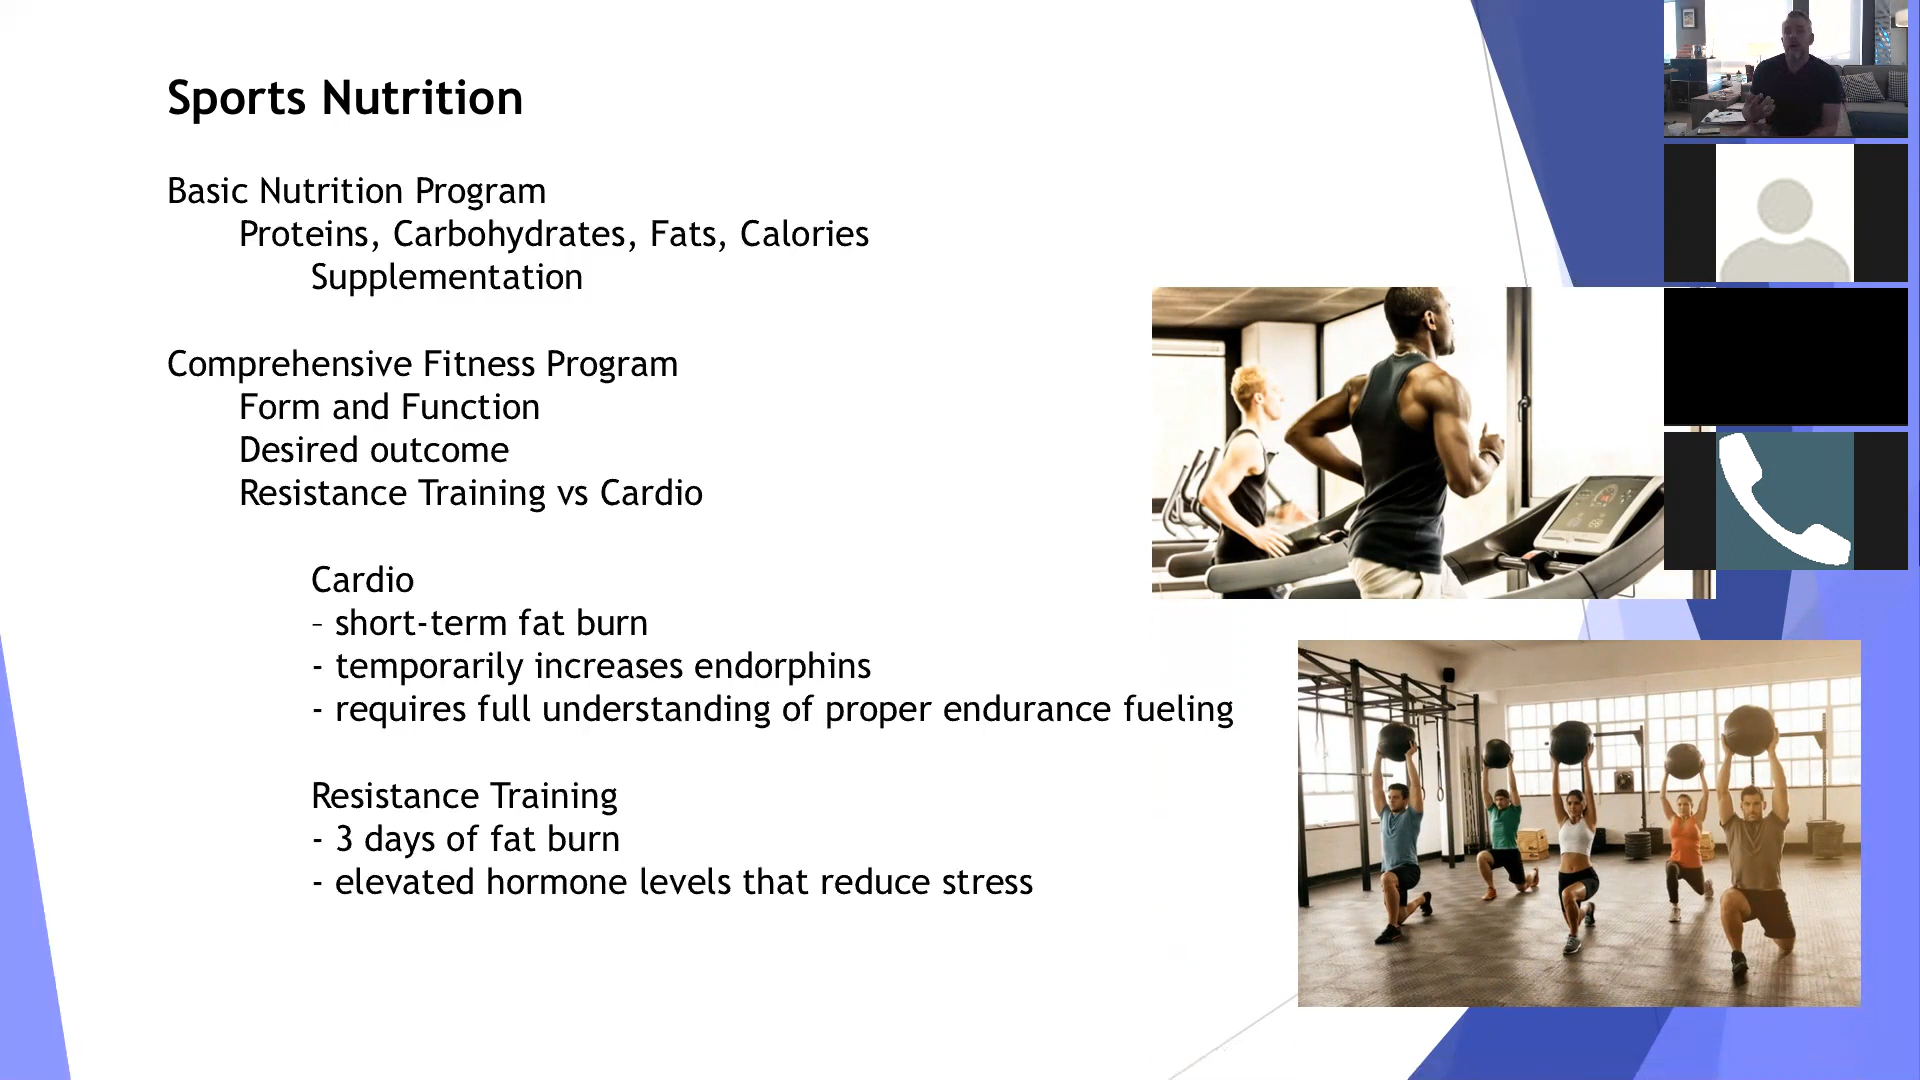 Sports Nutrition
Basic Nutrition Program
Proteins, Carbohydrates, Fats, Calories
Supplementation
Comprehensive Fitness Program
Form and Function
Desired outcome
Resistance Training vs Cardio
Cardio
– short-term fat burn
- temporarily increases endorphins
- requires full understanding of proper endurance fueling
Resistance Training
- 3 days of fat burn
- elevated hormone levels that reduce stress